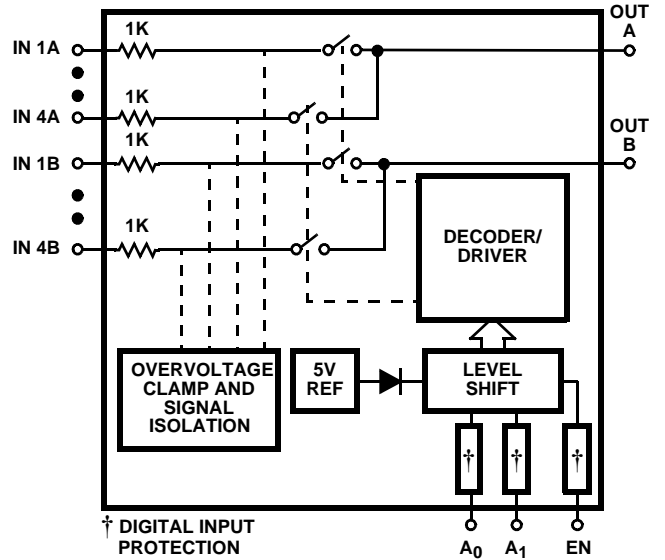 OUT
A
1K
IN 1A
1K
IN 4A
1K
OUT
B
IN 1B
1K
IN 4B
DECODER/
DRIVER
OVERVOLTAGE
CLAMP AND
SIGNAL
ISOLATION
5V
REF
LEVEL
SHIFT
† † †
† DIGITAL INPUT
PROTECTION
A0 A1 EN